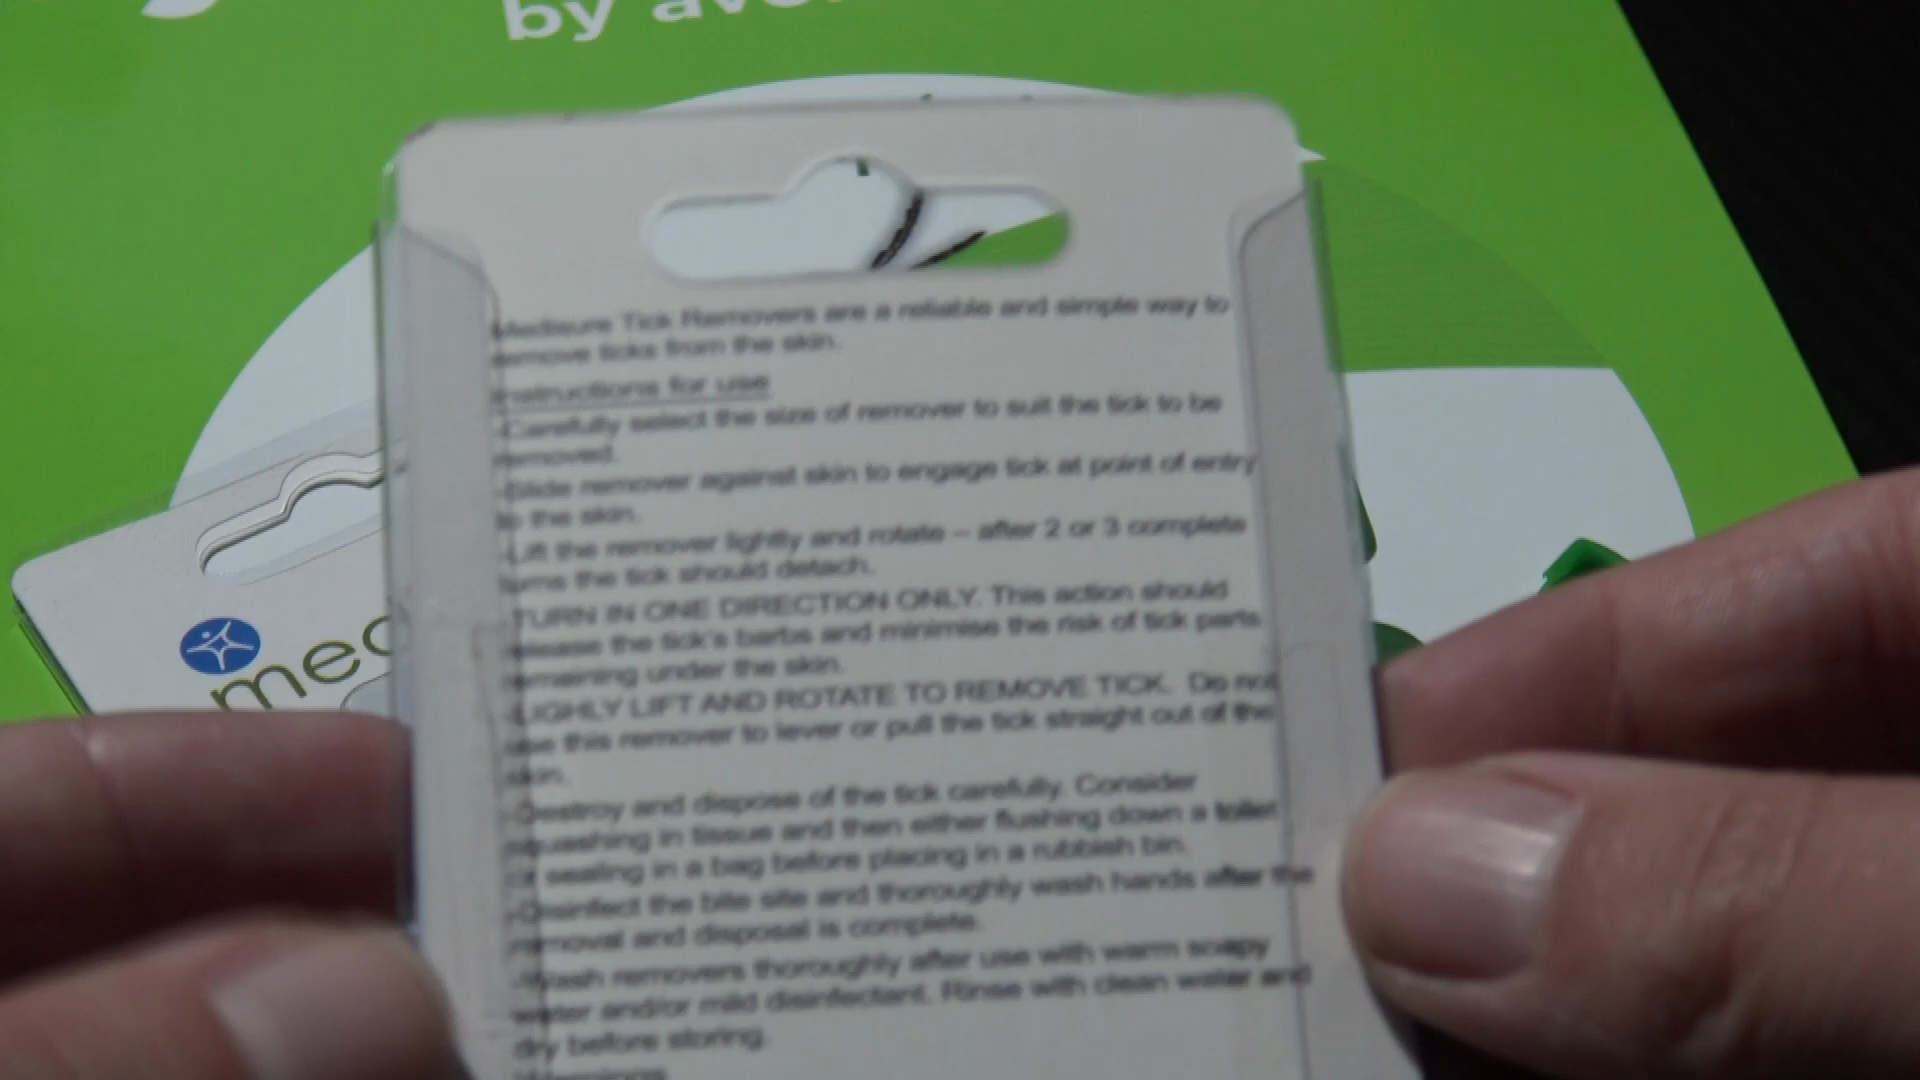 by
Medisure Tick Removers are a reliable and simple way to
remove ticks from the skin.
Instructions for use
-Carefully select the size of remover to suit the tick to be
removed.
-Slide remover against skin to engage tick at point of entry
to the skin.
-Lift the remover lightly and rotate – after 2 or 3 complete
turns the tick should detach.
-TURN IN ONE DIRECTION ONLY. This action should
release the tick's barbs and minimise the risk of tick parts
remaining under the skin.
-LIGHLY LIFT AND ROTATE TO REMOVE TICK. Do not
use this remover to lever or pull the tick straight out of the
skin.
-Destroy and dispose of the tick carefully. Consider
squashing in tissue and then either flushing down a toilet
or sealing in a bag before placing in a rubbish bin.
-Disinfect the bite site and thoroughly wash hands after the
removal and disposal is complete.
-Wash removers thoroughly after use with warm soapy
water and/or mild disinfectant. Rinse with clean water and
dry before storing.
Warnings
med